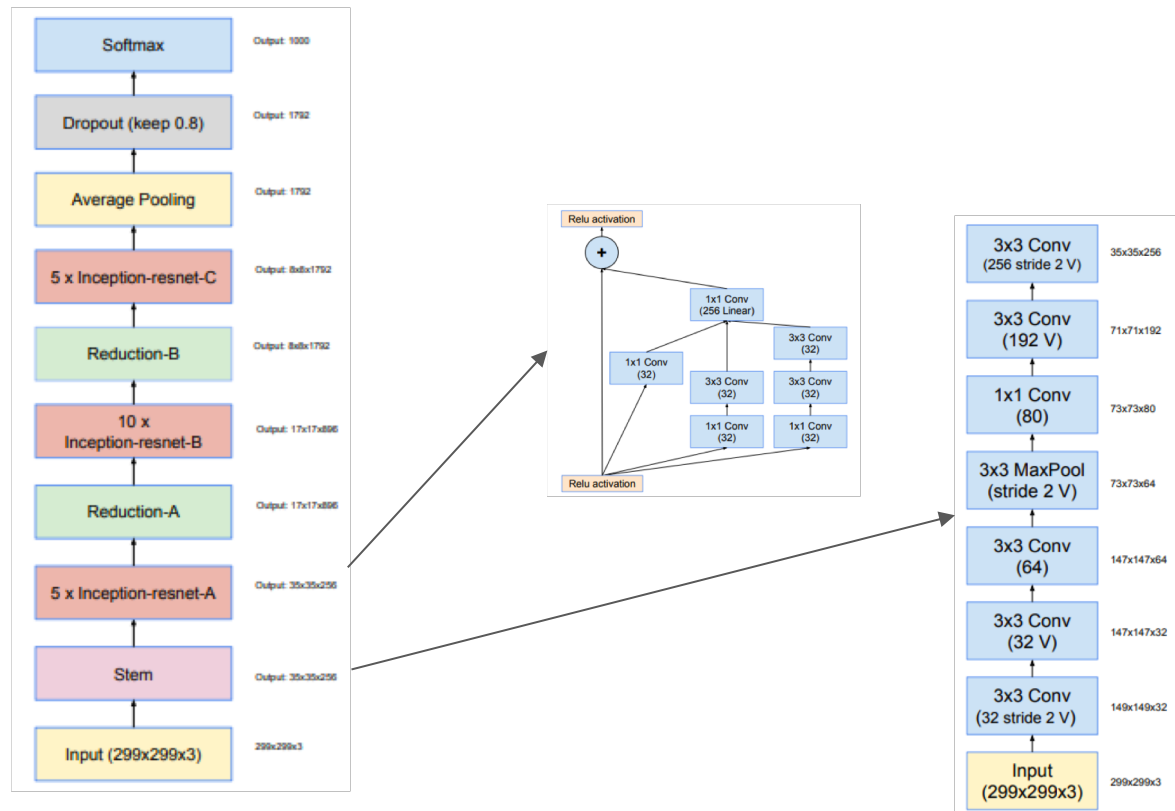 Softmax
Output: 1000
Dropout (keep 0.8)
Output: 1792
Average Pooling
Output: 1792
5 x Inception-resnet-C
Output: 8x8x1792
Reduction-B
Output: 8x8x1792
10 x
Inception-resnet-B
Output: 17x17x896
Reduction-A
Output: 17x17x896
5 x Inception-resnet-A
Output: 35x35x256
Stem
Output: 35x35x256
Input (299x299x3)
299x299x3
Relu activation
+
1x1 Conv
(256 Linear)
1x1 Conv
(32)
3x3 Conv
(32)
3x3 Conv
(32)
3x3 Conv
(32)
1x1 Conv
(32)
1x1 Conv
(32)
Relu activation
3x3 Conv
(256 stride 2 V)
35x35x256
3x3 Conv
(192 V)
71x71x192
1x1 Conv
(80)
73x73x80
3x3 MaxPool
(stride 2 V)
73x73x64
3x3 Conv
(64)
147x147x64
3x3 Conv
(32 V)
147x147x32
3x3 Conv
(32 stride 2 V)
149x149x32
Input
(299x299x3)
299x299x3